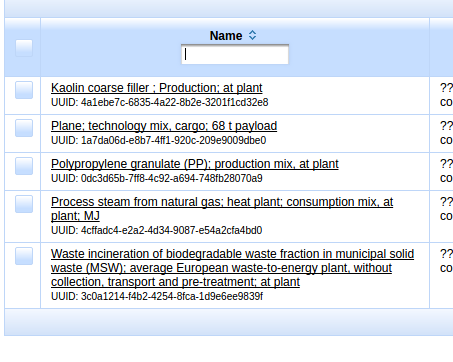 Name
Kaolin coarse filler ; Production; at plant
??
UUID: 4a1ebe7c-6835-4a22-8b2e-3201f1cd32e8
co
Plane; technology mix, cargo; 68 t payload
??
UUID: 1a7da06d-e8b7-4ff1-920c-209e9009dbe0
co
Polypropylene granulate (PP); production mix, at plant
??
UUID: 0dc3d65b-7ff8-4c92-a694-748fb28070a9
co
Process steam from natural gas; heat plant; consumption mix, at
??
plant; MJ
co
UUID: 4cffadc4-e2a2-4d34-9087-e54a2cfa4bd0
Waste incineration of biodegradable waste fraction in municipal solid
??
waste (MSW); average European waste-to-energy plant, without
co
collection, transport and pre-treatment; at plant
UUID: 3c0a1214-f4b2-4254-8fca-1d9e6ee9839f